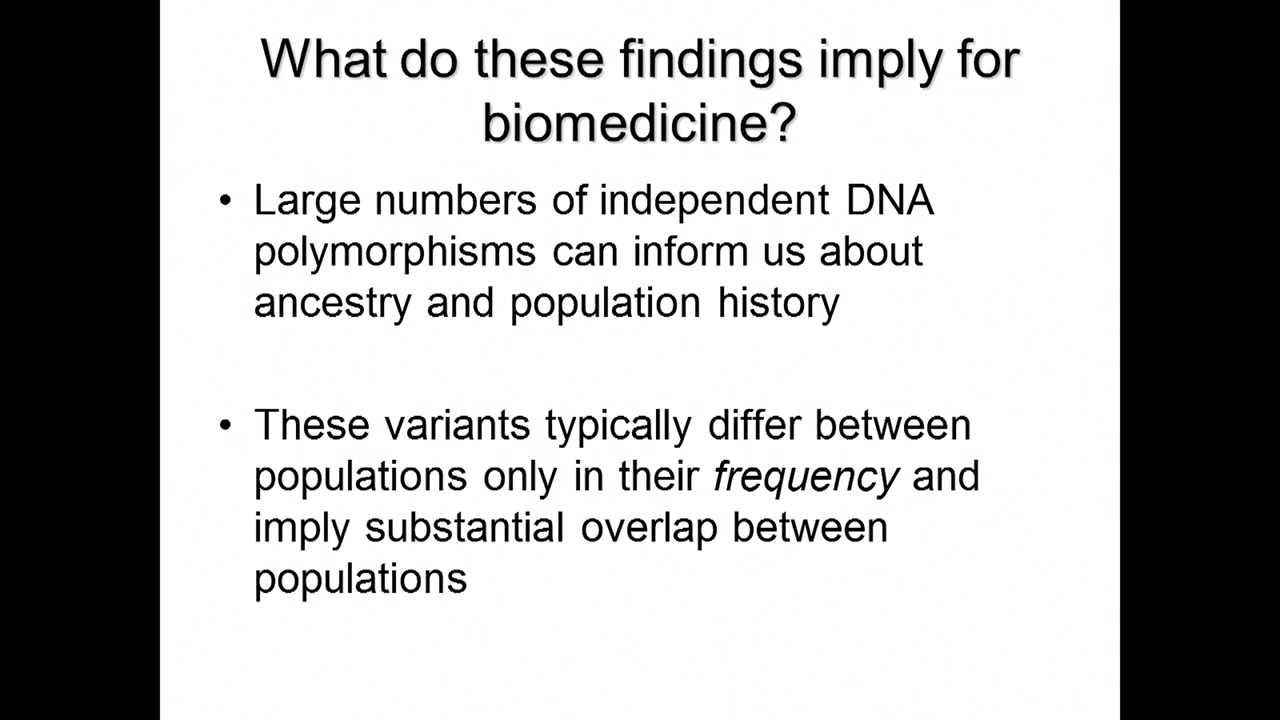 What do these findings imply for
biomedicine?
• Large numbers of independent DNA
polymorphisms can inform us about
ancestry and population history
• These variants typically differ between
populations only in their frequency and
imply substantial overlap between
populations